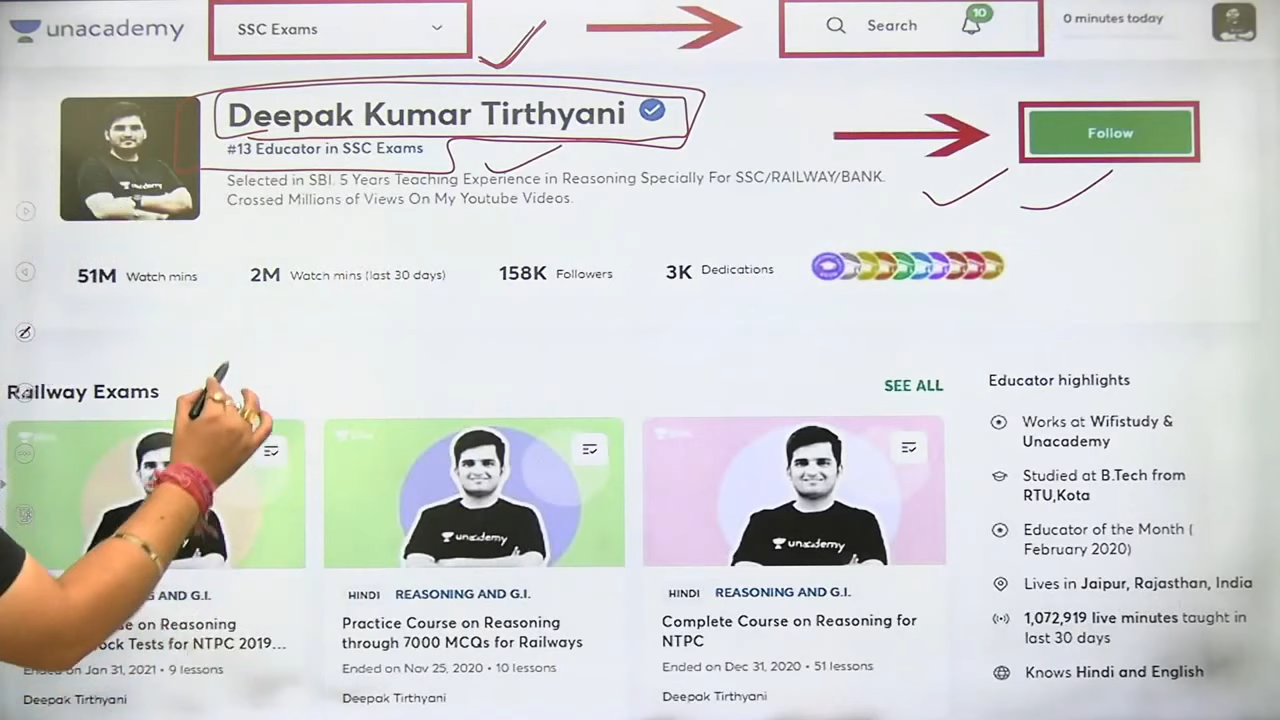 unacademy
SSC Exams
Search
10
0 minutes today
Deepak Kumar Tirthyani
#13 Educator in SSC Exams
Follow
Selected in SBI. 5 Years Teaching Experience in Reasoning Specially For SSC/RAILWAY/BANK.
Crossed Millions of Views On My Youtube Videos.
unacademy
51M Watch mins
2M Watch mins (last 30 days)
158K Followers
3K Dedications
Railway Exams
SEE ALL
unacademy
unacademy
G AND G.I.
se on Reasoning
ock Tests for NTPC 2019...
Ended on Jan 31, 2021 • 9 lessons
Deepak Tirthyani
HINDI REASONING AND G.I.
Practice Course on Reasoning
through 7000 MCQs for Railways
Ended on Nov 25, 2020 • 10 lessons
Deepak Tirthyani
HINDI REASONING AND G.I.
Complete Course on Reasoning for
NTPC
Ended on Dec 31, 2020 • 51 lessons
Deepak Tirthyani
Educator highlights
Works at Wifistudy &
Unacademy
Studied at B.Tech from
RTU,Kota
Educator of the Month (
February 2020)
Lives in Jaipur, Rajasthan, India
1,072,919 live minutes taught in
last 30 days
Knows Hindi and English